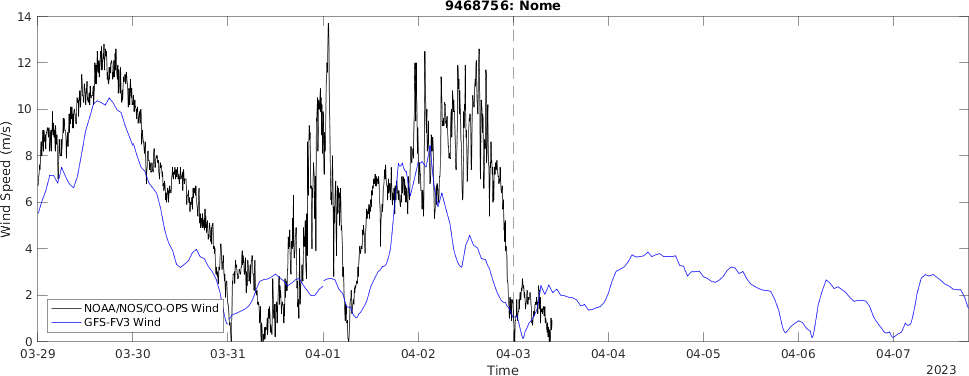 9468756: Nome
14
12
10
8
6
4
2
0
Wind Speed (m/s)
NOAA/NOS/CO-OPS Wind
GFS-FV3 Wind
03-29 03-30 03-31 04-01 04-02 04-03 04-04 04-05 04-06 04-07
Time
2023